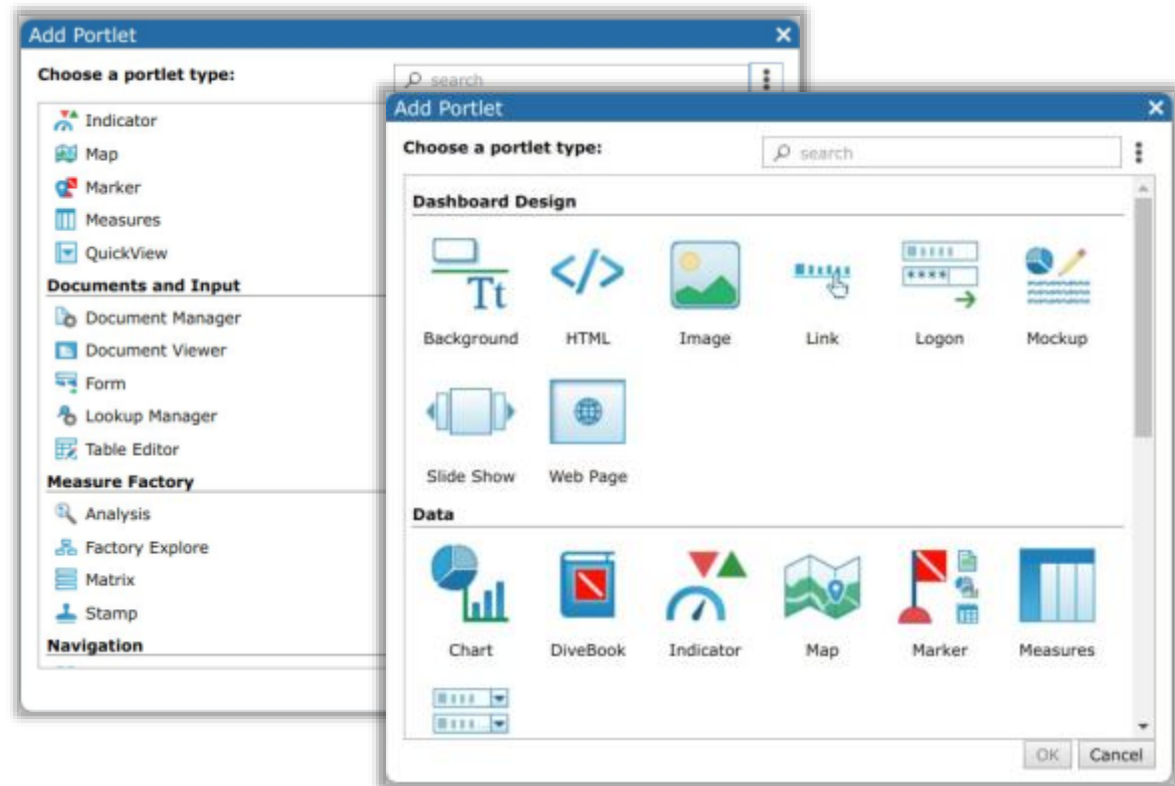 Add Portlet
Choose a portlet type:
search
Indicator
Map
Marker
Measures
QuickView
Documents and Input
Document Manager
Document Viewer
Form
Lookup Manager
Table Editor
Measure Factory
Analysis
Factory Explore
Matrix
Stamp
Navigation
Add Portlet
Choose a portlet type:
search
Dashboard Design
Tt
</>
****
Background HTML Image Link Logon Mockup
Slide Show Web Page
Data
Chart DiveBook Indicator Map Marker Measures
OK Cancel